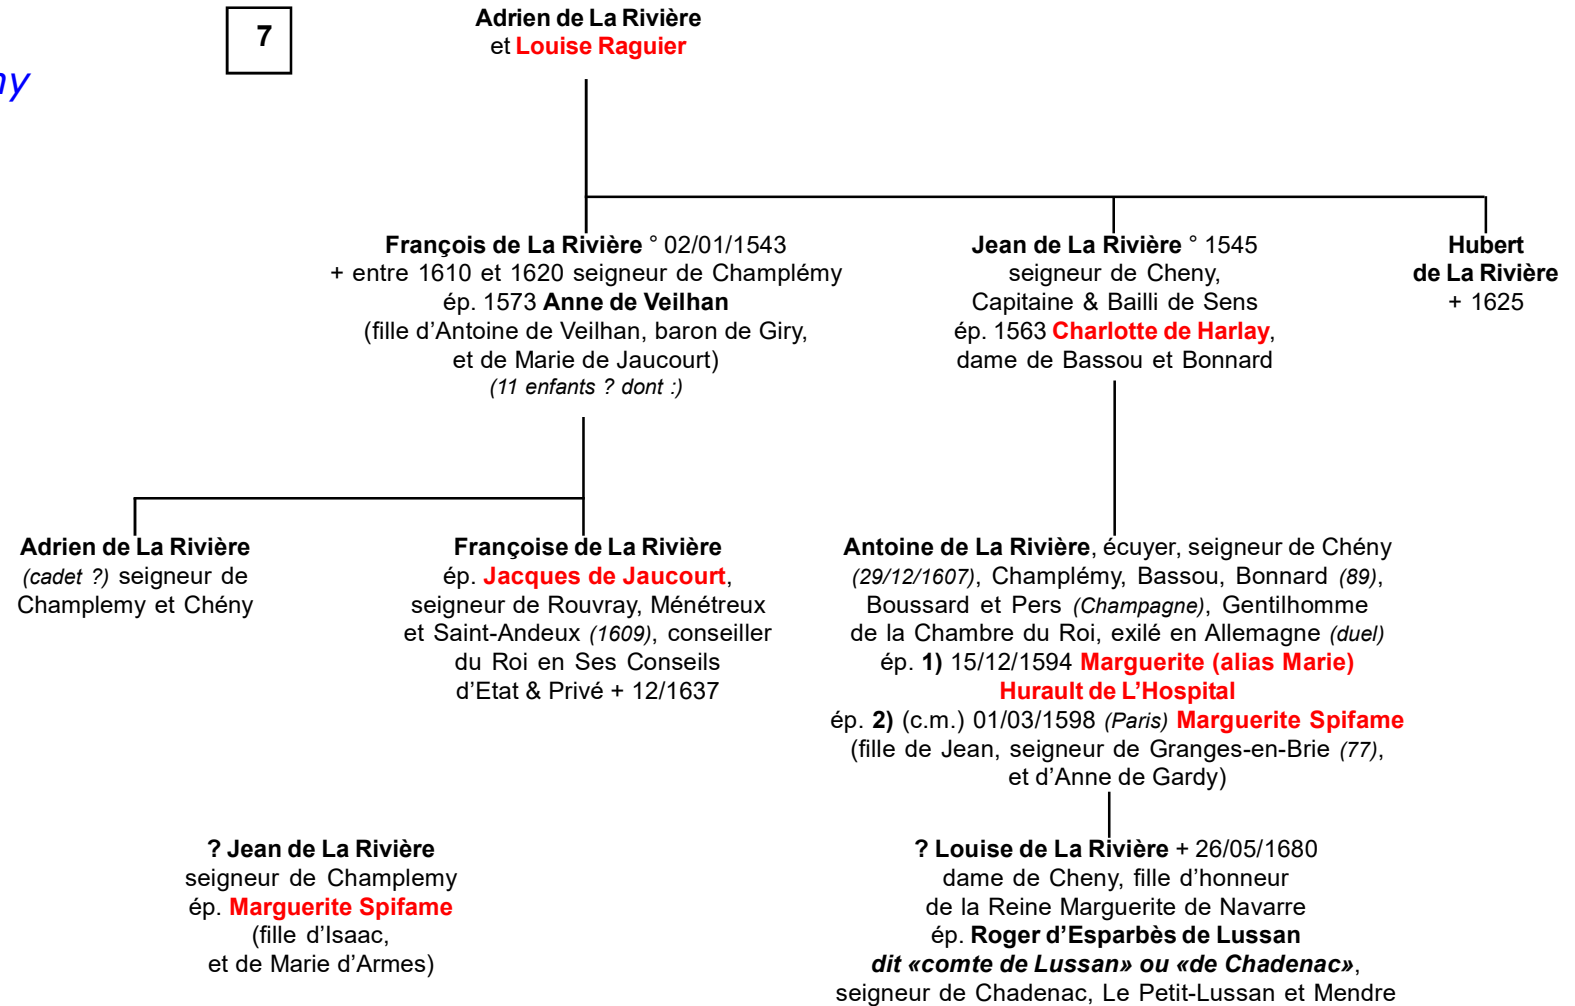 7
Adrien de La Rivière
et Louise Raguier
François de La Rivière ° 02/01/1543
+ entre 1610 et 1620 seigneur de Champlémy
ép. 1573 Anne de Veilhan
(fille d’Antoine de Veilhan, baron de Giry,
et de Marie de Jaucourt)
(11 enfants ? dont :)
Jean de La Rivière ° 1545
seigneur de Cheny,
Capitaine & Bailli de Sens
ép. 1563 Charlotte de Harlay,
dame de Bassou et Bonnard
Hubert
de La Rivière
+ 1625
Adrien de La Rivière
(cadet ?) seigneur de
Champlemy et Chény
Françoise de La Rivière
ép. Jacques de Jaucourt,
seigneur de Rouvray, Ménétreux
et Saint-Andeux (1609), conseiller
du Roi en Ses Conseils
d’Etat & Privé + 12/1637
Antoine de La Rivière, écuyer, seigneur de Chény
(29/12/1607), Champlémy, Bassou, Bonnard (89),
Boussard et Pers (Champagne), Gentilhomme
de la Chambre du Roi, exilé en Allemagne (duel)
ép. 1) 15/12/1594 Marguerite (alias Marie)
Hurault de L’Hospital
ép. 2) (c.m.) 01/03/1598 (Paris) Marguerite Spifame
(fille de Jean, seigneur de Granges-en-Brie (77),
et d’Anne de Gardy)
? Jean de La Rivière
seigneur de Champlemy
ép. Marguerite Spifame
(fille d’Isaac,
et de Marie d’Armes)
? Louise de La Rivière + 26/05/1680
dame de Cheny, fille d’honneur
de la Reine Marguerite de Navarre
ép. Roger d’Esparbès de Lussan
dit «comte de Lussan» ou «de Chadenac»,
seigneur de Chadenac, Le Petit-Lussan et Mendre